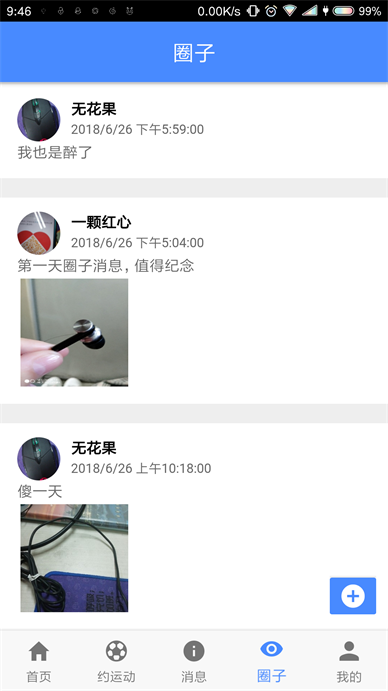 9:46
0.00K/s
99%
圈子
无花果
2018/6/26 下午5:59:00
我也是醉了
一颗红心
2018/6/26 下午5:04:00
第一天圈子消息，值得纪念
无花果
2018/6/26 上午10:18:00
傻一天
首页
约运动
消息
圈子
我的